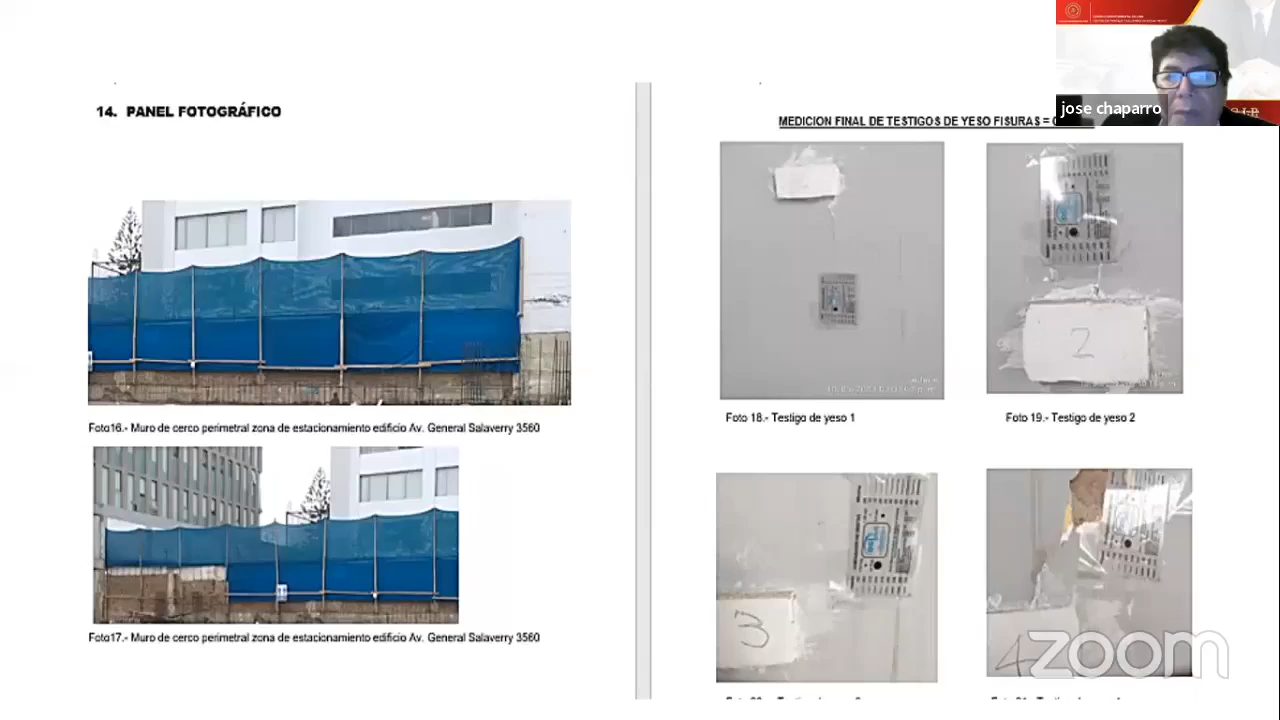 14. PANEL FOTOGRÁFICO
Foto16.- Muro de cerco perimetral zona de estacionamiento edificio Av. General Salaverry 3560
Foto17.- Muro de cerco perimetral zona de estacionamiento edificio Av. General Salaverry 3560
MEDICION FINAL DE TESTIGOS DE YESO FISURAS =
2
Foto 18.- Testigo de yeso 1
Foto 19.- Testigo de yeso 2
3
4
jose chaparro
zoom